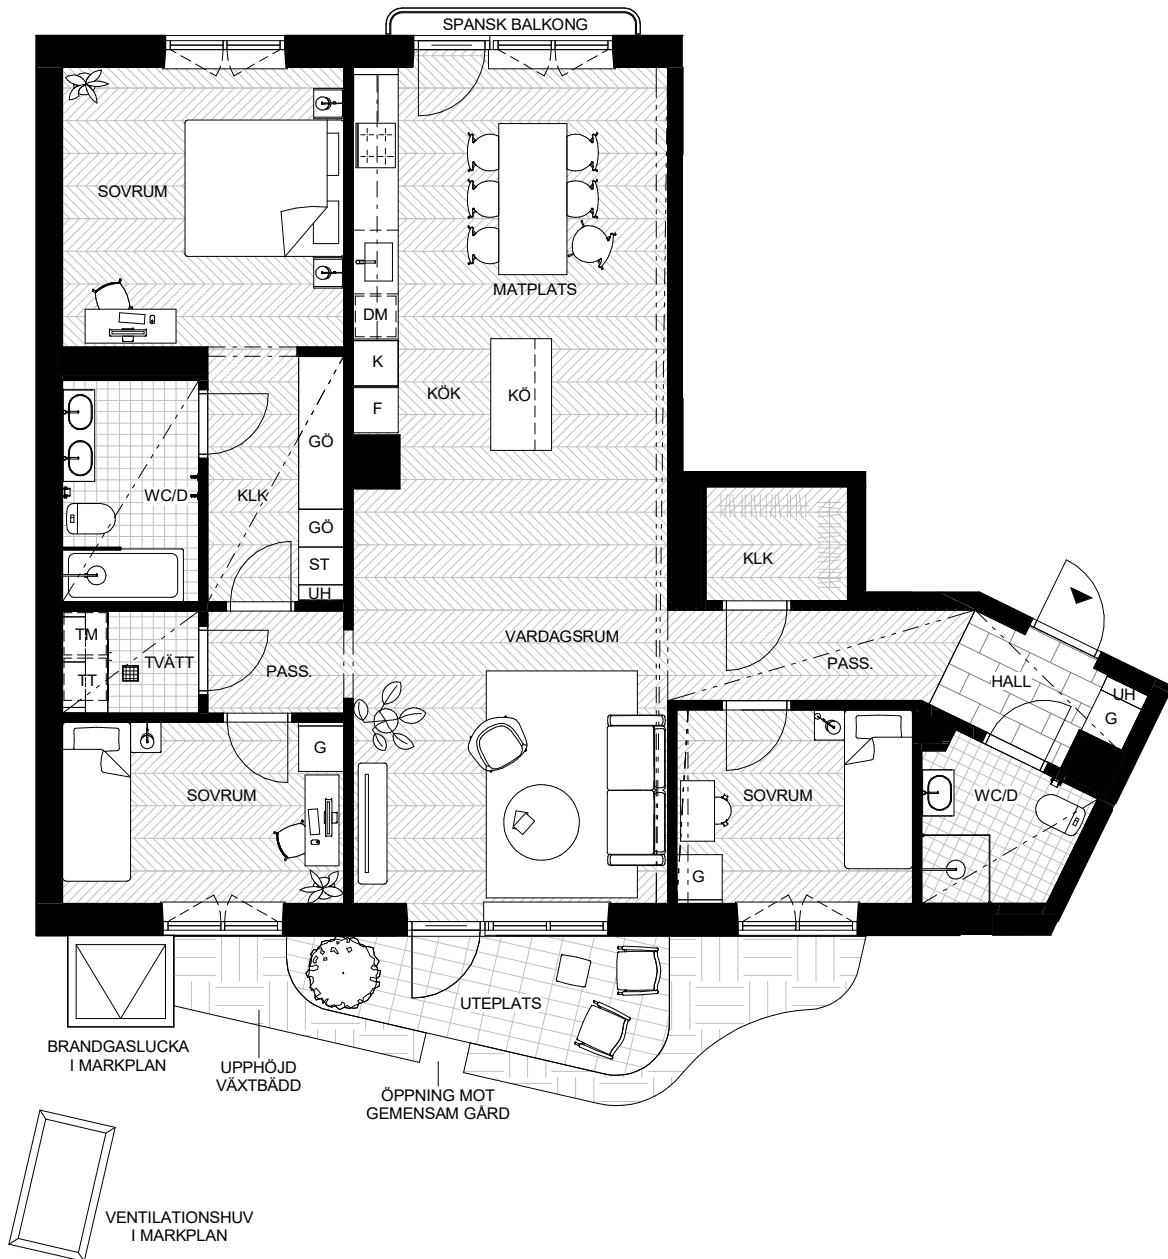 SPANSK BALKONG
SOVRUM
MATPLATS
DM
K
KÖK
KÖ
F
GÖ
WC/D
KLK
GÖ
ST
UH
KLK
TM
TVÄTT
TT
PASS.
VARDAGSRUM
PASS.
HALL
UH
G
G
SOVRUM
SOVRUM
WC/D
G
UTEPLATS
BRANDGASLUCKA
I MARKPLAN
UPPHÖJD
VÄXTBÄDD
ÖPPNING MOT
GEMENSAM GÅRD
VENTILATIONSHUV
I MARKPLAN